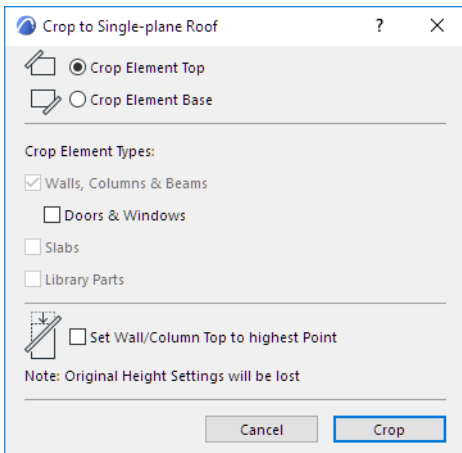 Crop to Single-plane Roof
?
Crop Element Top
Crop Element Base
Crop Element Types:
Walls, Columns & Beams
Doors & Windows
Slabs
Library Parts
Set Wall/Column Top to highest Point
Note: Original Height Settings will be lost
Cancel Crop